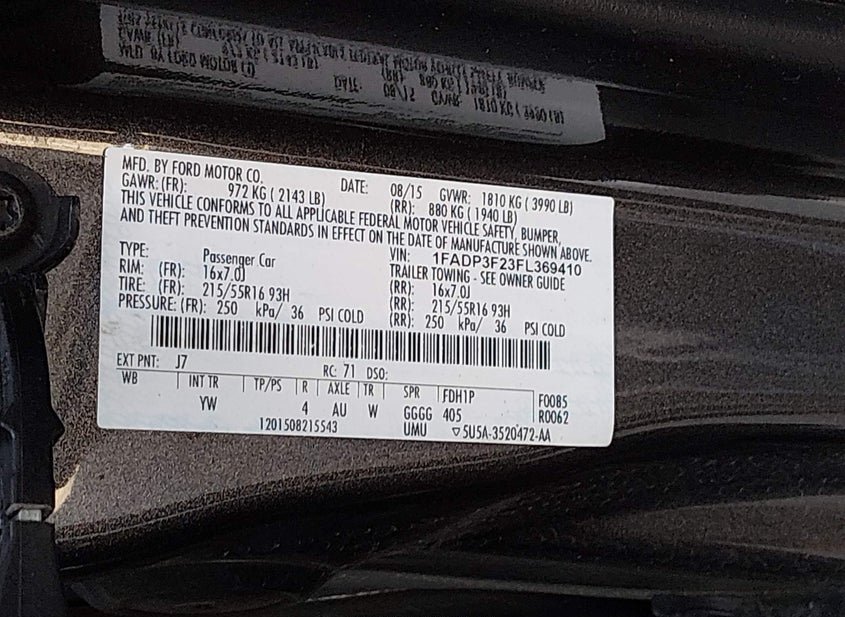 MFD. BY FORD MOTOR CO. DATE: 08/15 GVWR: 1810 KG ( 3990 LB)
GAWR: (FR): 972 KG ( 2143 LB) (RR): 880 KG ( 1940 LB)
THIS VEHICLE CONFORMS TO ALL APPLICABLE FEDERAL MOTOR VEHICLE SAFETY, BUMPER,
AND THEFT PREVENTION STANDARDS IN EFFECT ON THE DATE OF MANUFACTURE SHOWN ABOVE.
VIN: 1FADP3F23FL369410
TYPE: Passenger Car TRAILER TOWING - SEE OWNER GUIDE
RIM: (FR): 16x7.0J (RR): 16x7.0J
TIRE: (FR): 215/55R16 93H (RR): 215/55R16 93H
PRESSURE: (FR): 250 kPa/ 36 PSI COLD (RR): 250 kPa/ 36 PSI COLD
EXT PNT: J7 RC: 71 DSO:
WB INT TR TP/PS R AXLE TR SPR FDH1P F0085
YW 4 AU W GGGG 405 R0062
1201508215543 UMU ▽5U5A-3520472-AA